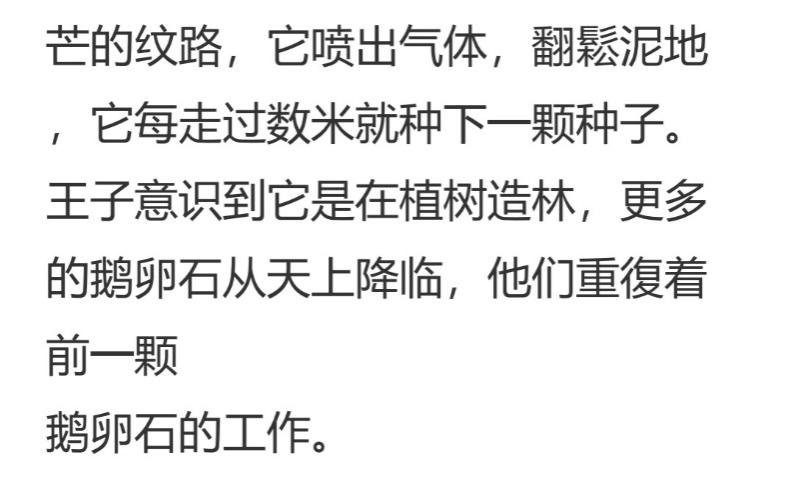 芒的纹路，它喷出气体，翻鬆泥地
，它每走过数米就种下一颗种子。
王子意识到它是在植树造林，更多
的鹅卵石从天上降临，他们重復着
前一颗
鹅卵石的工作。